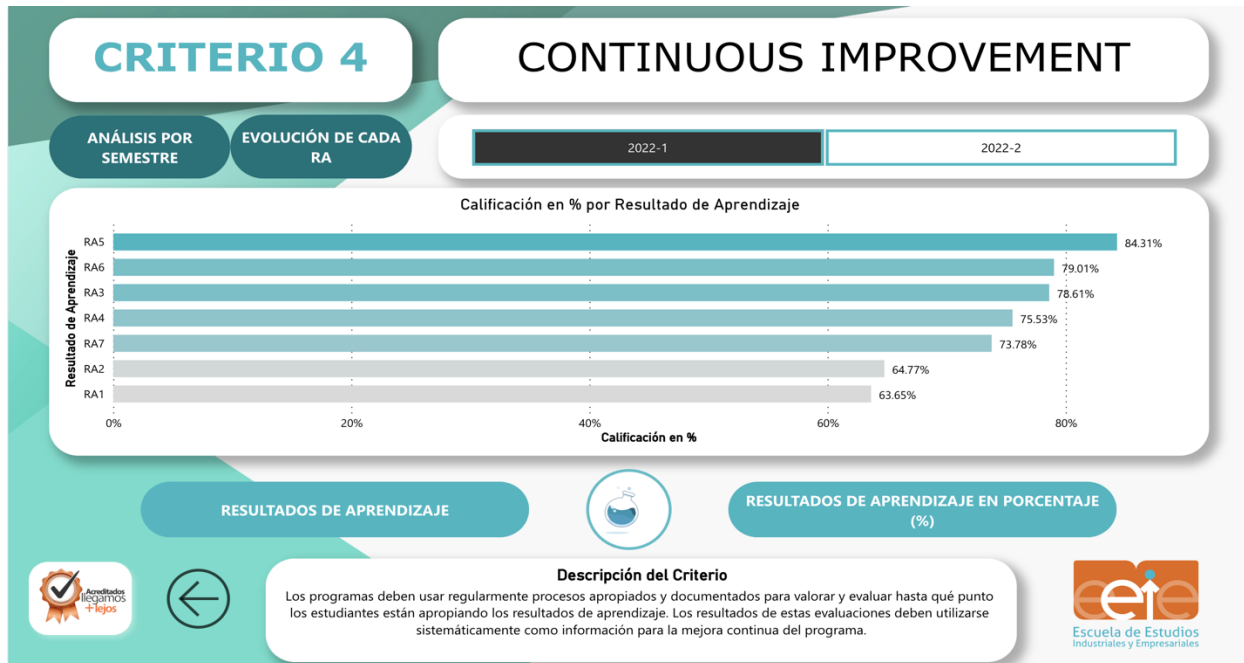 CRITERIO 4
CONTINUOUS IMPROVEMENT
ANÁLISIS POR
SEMESTRE
EVOLUCIÓN DE CADA
RA
2022-1
2022-2
Calificación en % por Resultado de Aprendizaje
Resultado de Aprendizaje
RA5
84.31%
RA6
79.01%
RA3
78.61%
RA4
75.53%
RA7
73.78%
RA2
64.77%
RA1
63.65%
0%
20%
40%
60%
80%
Calificación en %
RESULTADOS DE APRENDIZAJE
RESULTADOS DE APRENDIZAJE EN PORCENTAJE
(%)
Acreditados
llegamos
+lejos
Descripción del Criterio
Los programas deben usar regularmente procesos apropiados y documentados para valorar y evaluar hasta qué punto
los estudiantes están apropiando los resultados de aprendizaje. Los resultados de estas evaluaciones deben utilizarse
sistemáticamente como información para la mejora continua del programa.
eeie
Escuela de Estudios
Industriales y Empresariales